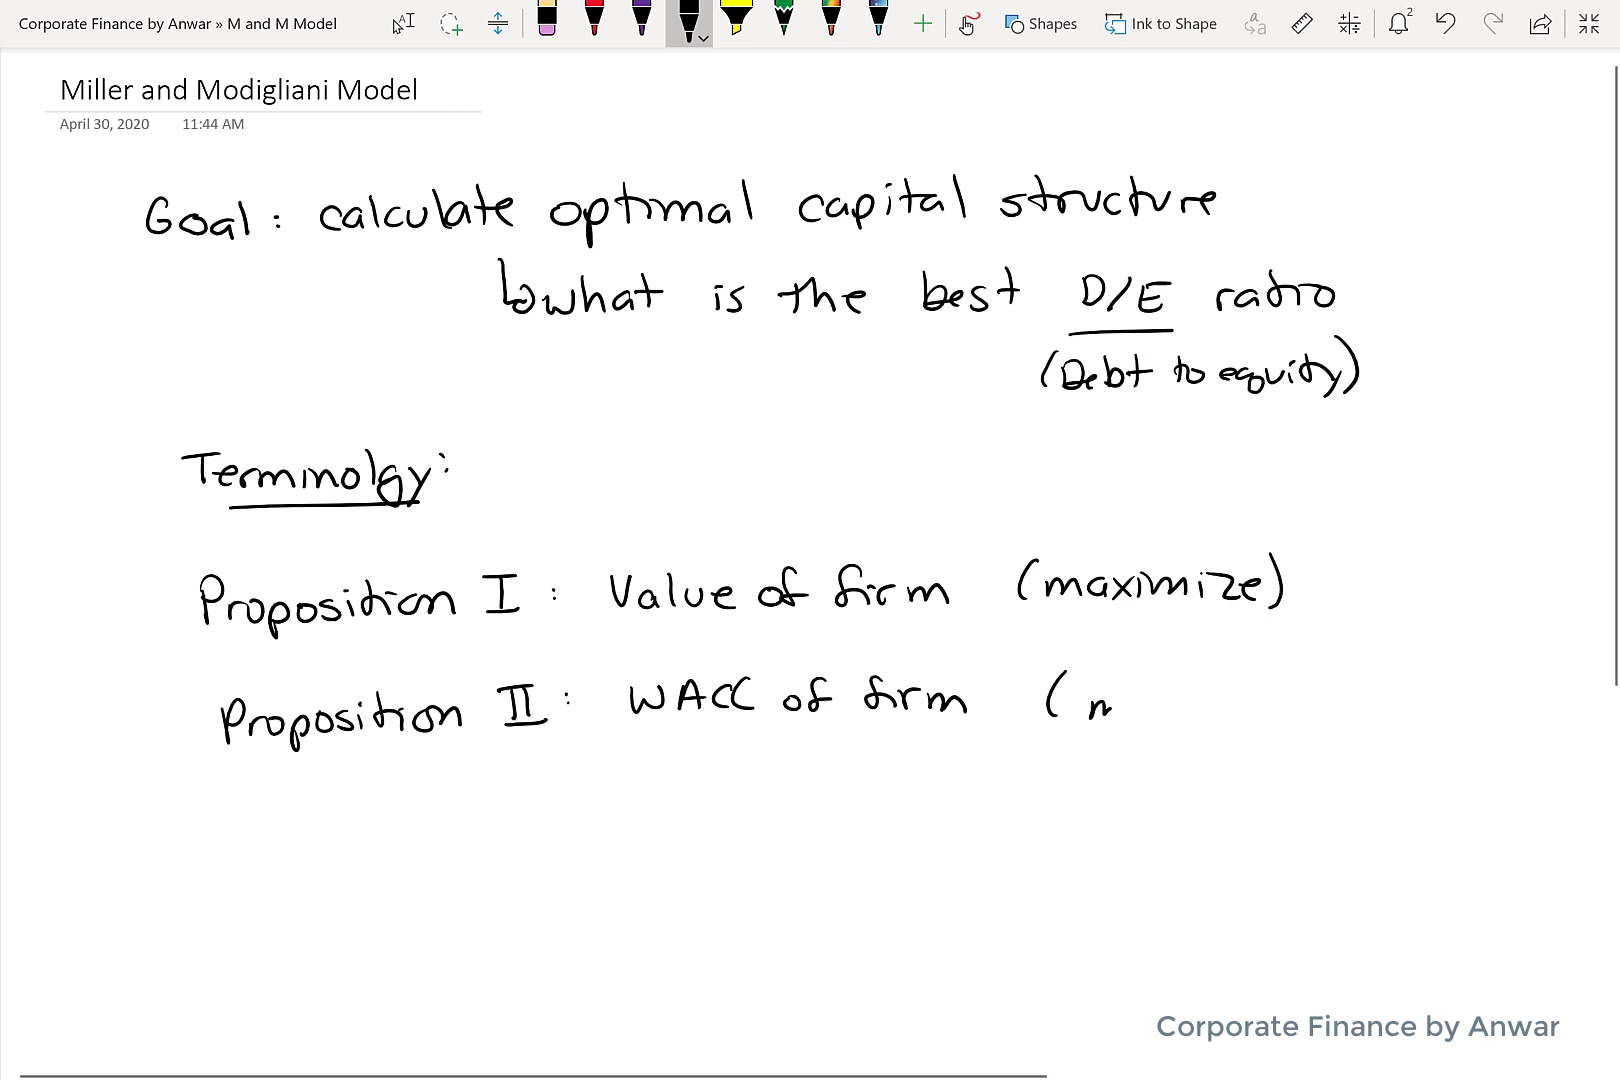 Corporate Finance by Anwar » M and M Model
Shapes
Ink to Shape
2
Miller and Modigliani Model
April 30, 2020 11:44 AM
Goal: calculate optimal capital structure
what is the best D/E ratio
(Debt to equity)
Terminolgy:
Proposition I: Value of firm (maximize)
Proposition II: WACC of firm (m
Corporate Finance by Anwar